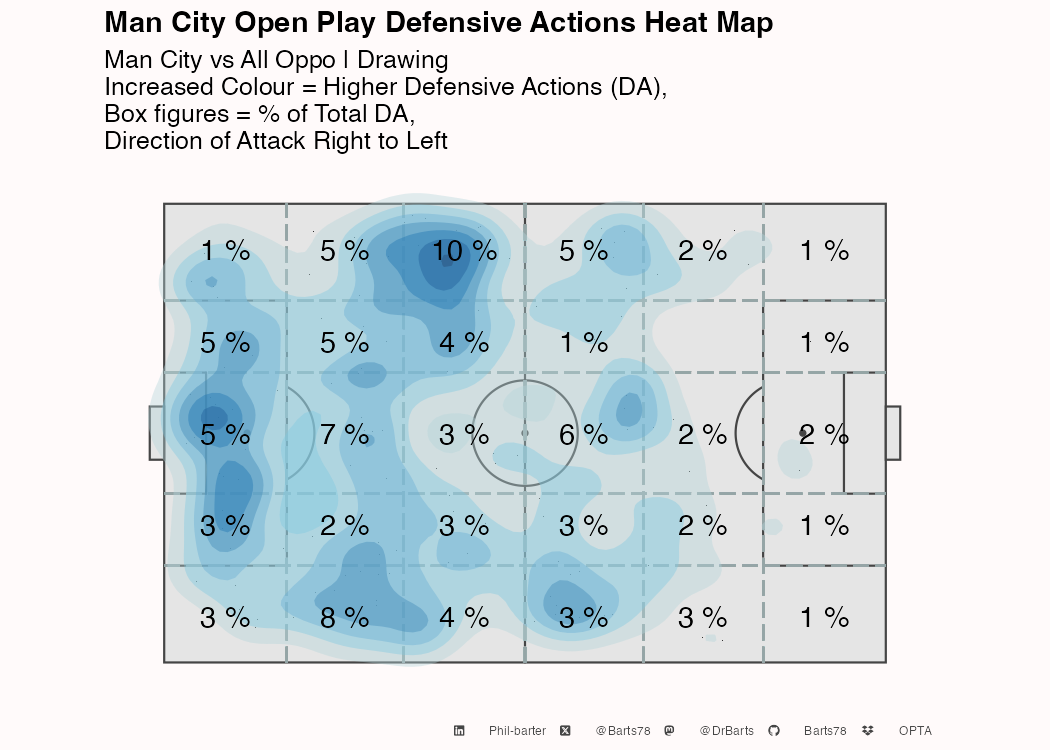 Man City Open Play Defensive Actions Heat Map
Man City vs All Oppo | Drawing
Increased Colour = Higher Defensive Actions (DA),
Box figures = % of Total DA,
Direction of Attack Right to Left
1 % 5 % 10 % 5 % 2 % 1 %
5 % 5 % 4 % 1 % 1 %
5 % 7 % 3 % 6 % 2 % 2 %
3 % 2 % 3 % 3 % 2 % 1 %
3 % 8 % 4 % 3 % 3 % 1 %
Phil-barter @Barts78 @DrBarts Barts78 OPTA